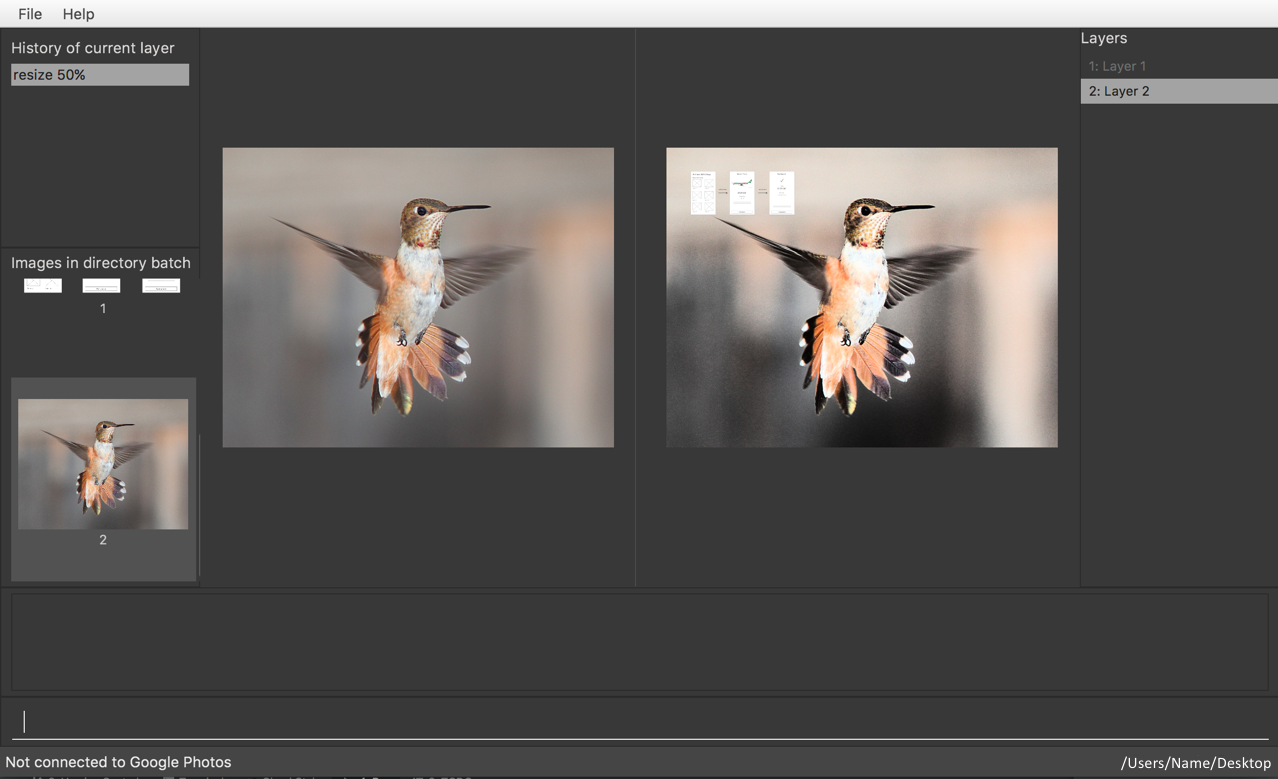 File Help
History of current layer
resize 50%
Images in directory batch
1
2
Layers
1: Layer 1
2: Layer 2
Not connected to Google Photos
/Users/Name/Desktop